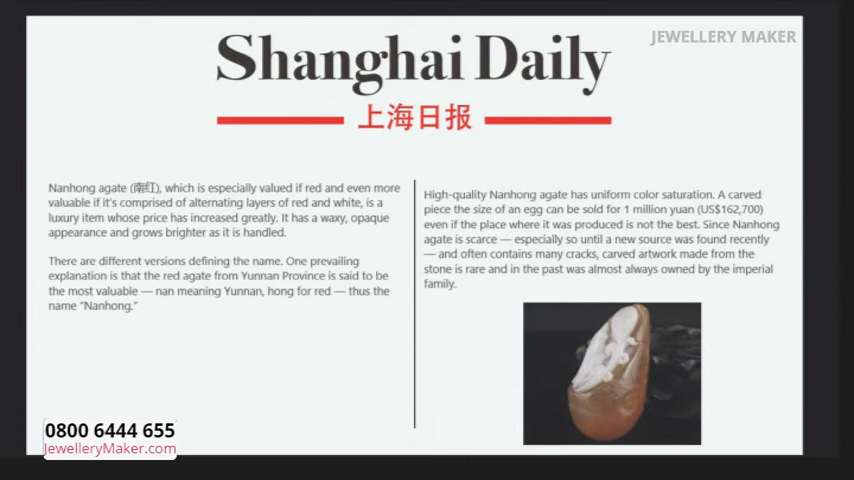 JEWELLERY MAKER
Shanghai Daily
上海日报
Nanhong agate (南红), which is especially valued if red and even more
valuable if it's comprised of alternating layers of red and white, is a
luxury item whose price has increased greatly. It has a waxy, opaque
appearance and grows brighter as it is handled.
There are different versions defining the name. One prevailing
explanation is that the red agate from Yunnan Province is said to be
the most valuable — nan meaning Yunnan, hong for red — thus the
name “Nanhong.”
High-quality Nanhong agate has uniform color saturation. A carved
piece the size of an egg can be sold for 1 million yuan (US$162,700)
even if the place where it was produced is not the best. Since Nanhong
agate is scarce — especially so until a new source was found recently
— and often contains many cracks, carved artwork made from the
stone is rare and in the past was almost always owned by the imperial
family.
0800 6444 655
JewelleryMaker.com